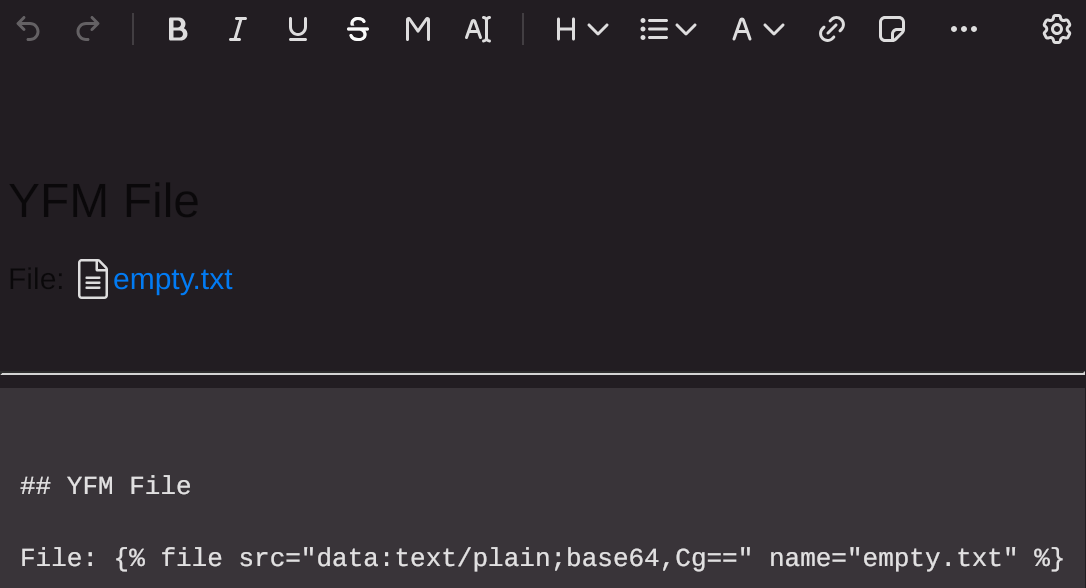 B I U S M A H A
YFM File
File: empty.txt
## YFM File
File: {% file src="data:text/plain;base64,Cg==" name="empty.txt" %}